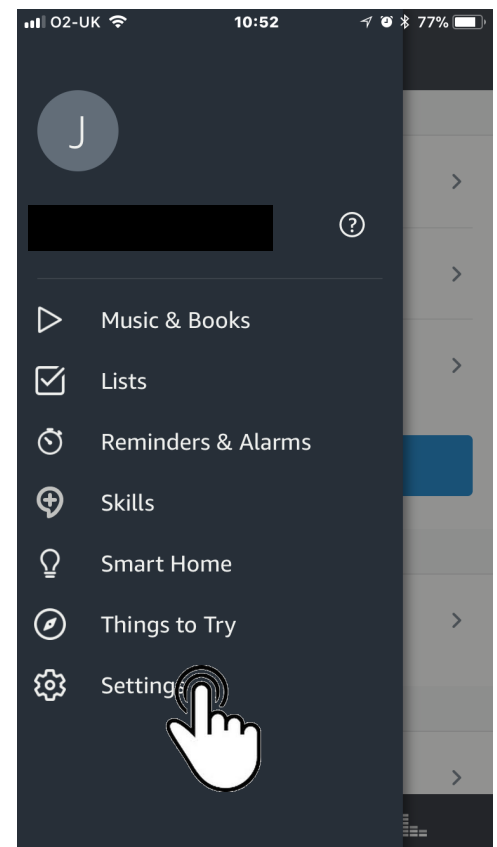 O2-UK 10:52 77%
J
?
Music & Books
Lists
Reminders & Alarms
Skills
Smart Home
Things to Try
Settings